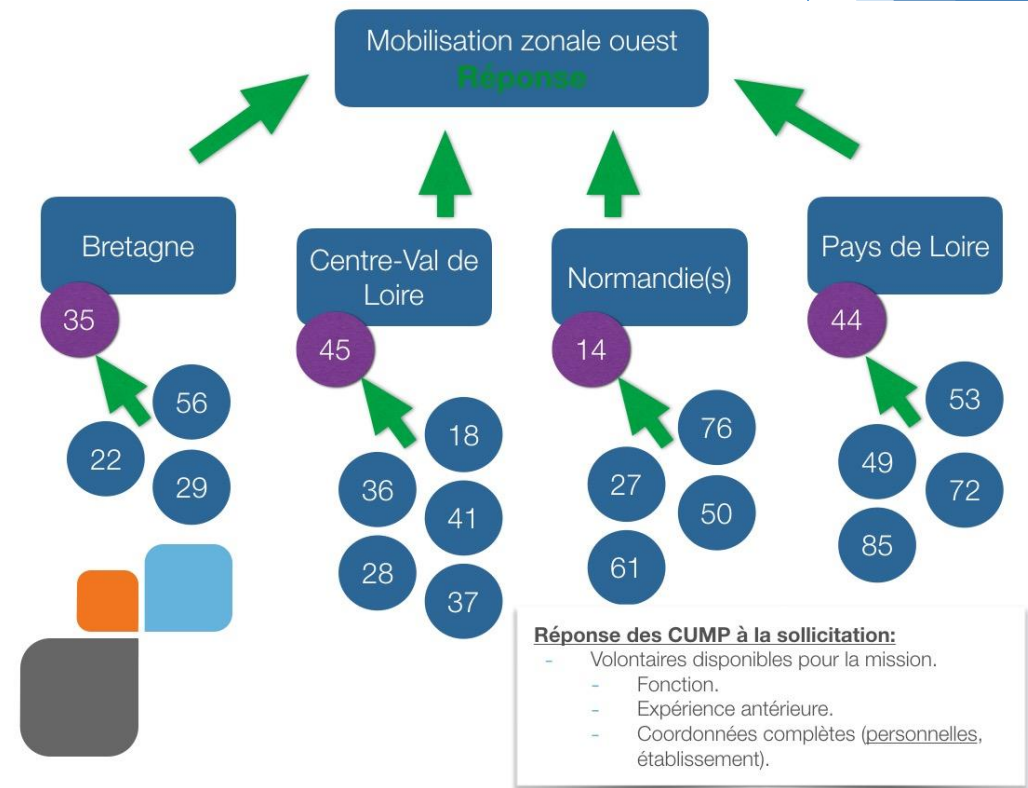 Mobilisation zonale ouest
Réponse
Bretagne
35
56
22
29
Centre-Val de
Loire
45
18
36
41
28
37
Normandie(s)
14
76
27
50
61
Pays de Loire
44
53
49
72
85
Réponse des CUMP à la sollicitation:
- Volontaires disponibles pour la mission.
- Fonction.
- Expérience antérieure.
- Coordonnées complètes (personnelles,
établissement).